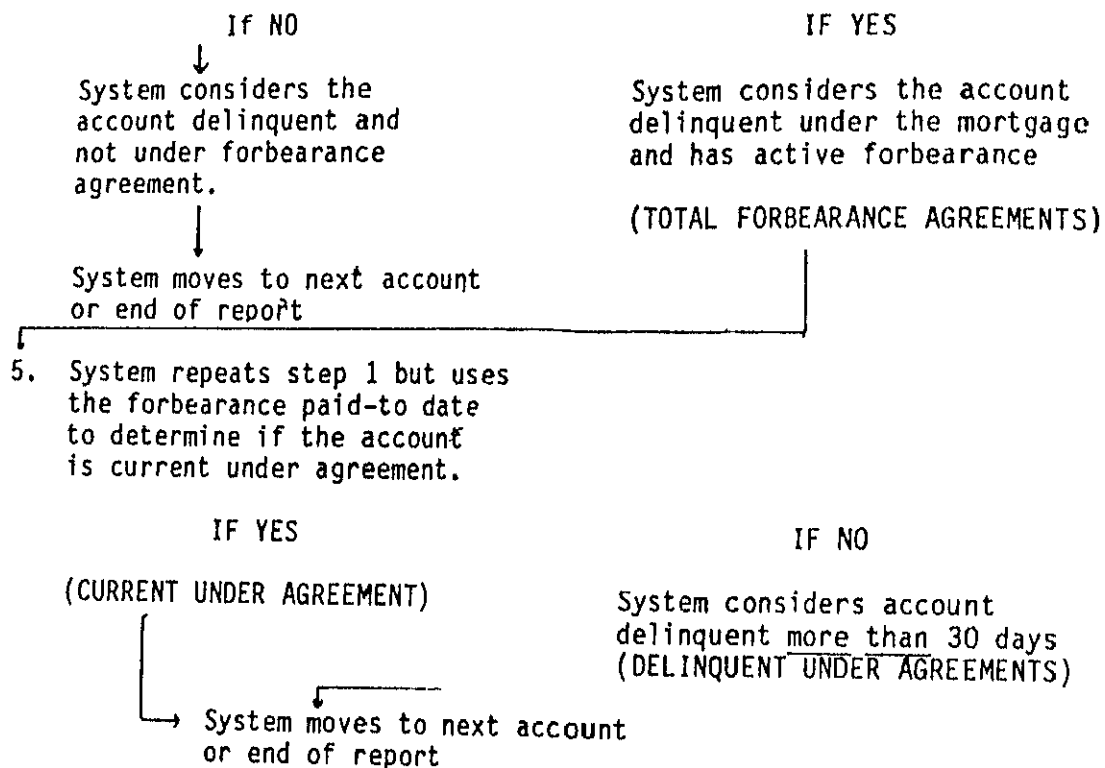 If NO
System considers the
account delinquent and
not under forbearance
agreement.
System moves to next account
or end of report
IF YES
System considers the account
delinquent under the mortgage
and has active forbearance
(TOTAL FORBEARANCE AGREEMENTS)
5. System repeats step 1 but uses
the forbearance paid-to date
to determine if the account
is current under agreement.
IF YES
(CURRENT UNDER AGREEMENT)
IF NO
System considers account
delinquent more than 30 days
(DELINQUENT UNDER AGREEMENTS)
System moves to next account
or end of report